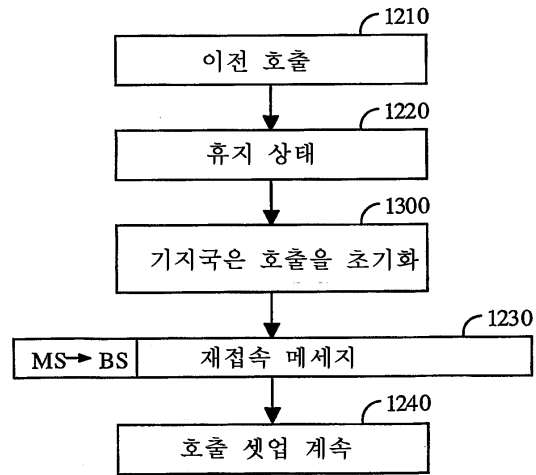 1210
이전 호출
1220
휴지 상태
1300
기지국은 호출을 초기화
1230
MS→BS 재접속 메세지
1240
호출 셋업 계속